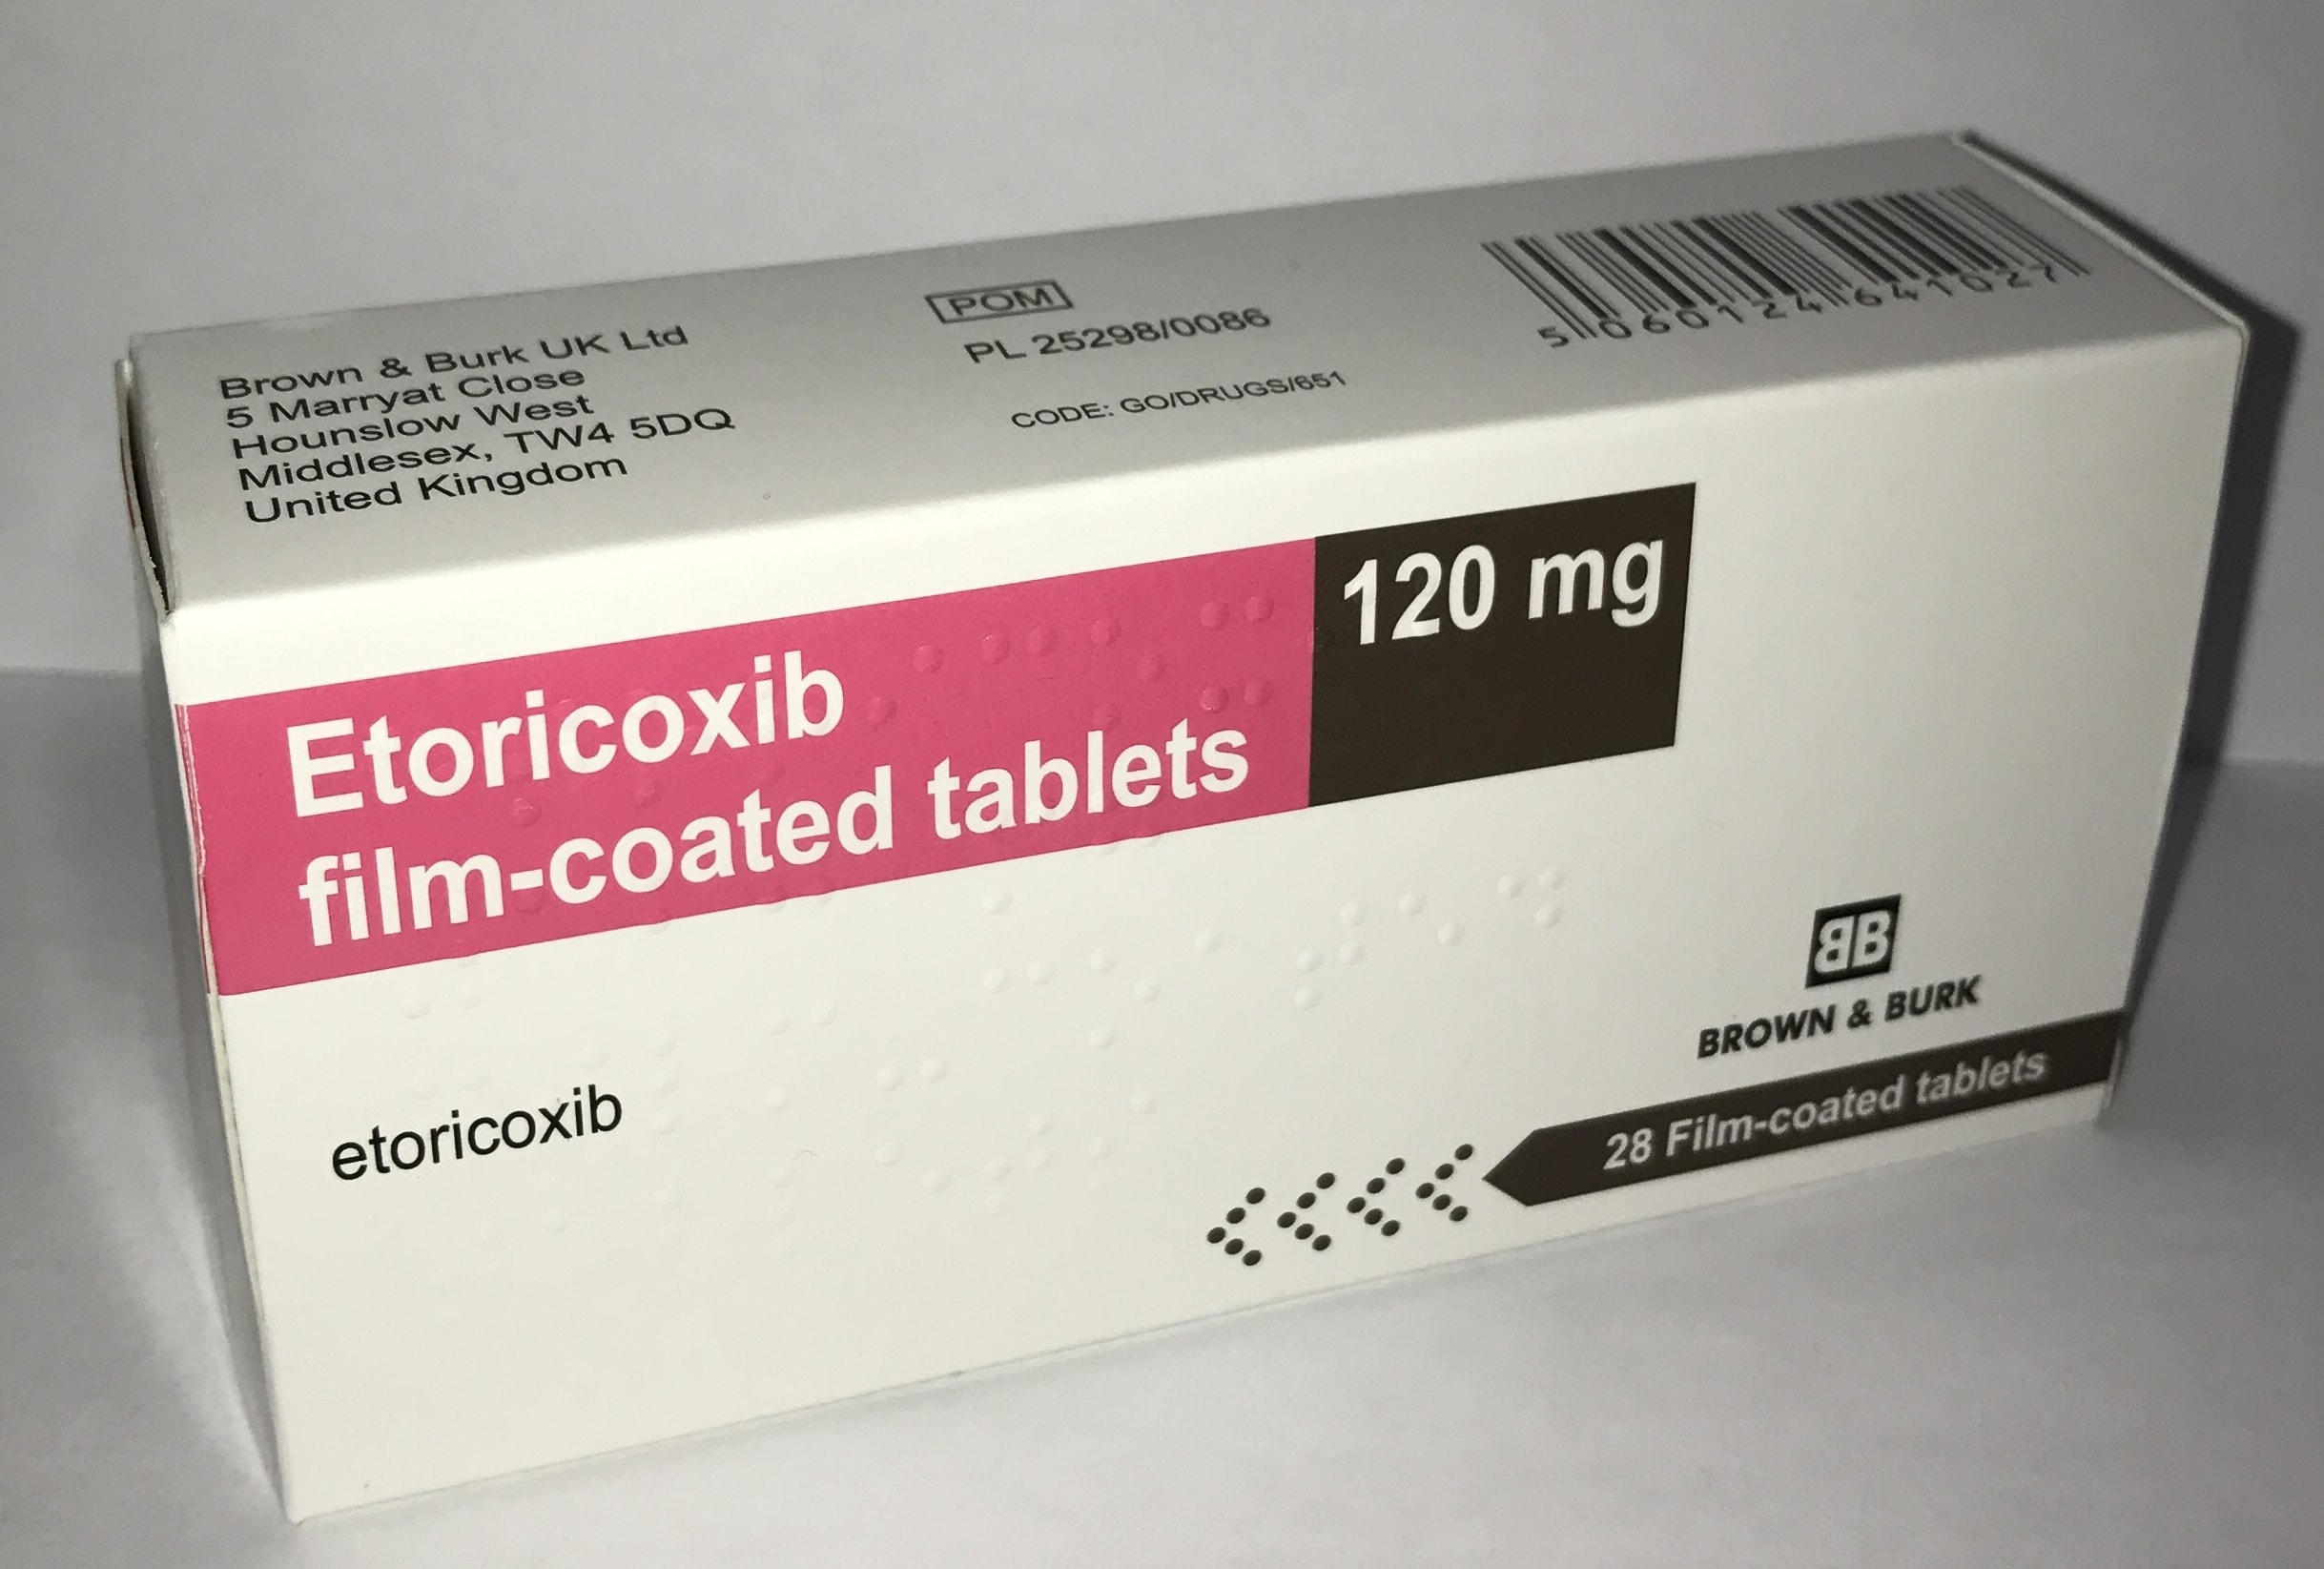 Brown & Burk UK Ltd
5 Marryat Close
Hounslow West
Middlesex, TW4 5DQ
United Kingdom
POM
PL 25298/0086
CODE: GO/DRUGS/651
5 060124 641027
Etoricoxib
film-coated tablets
120 mg
etoricoxib
BB
BROWN & BURK
28 Film-coated tablets